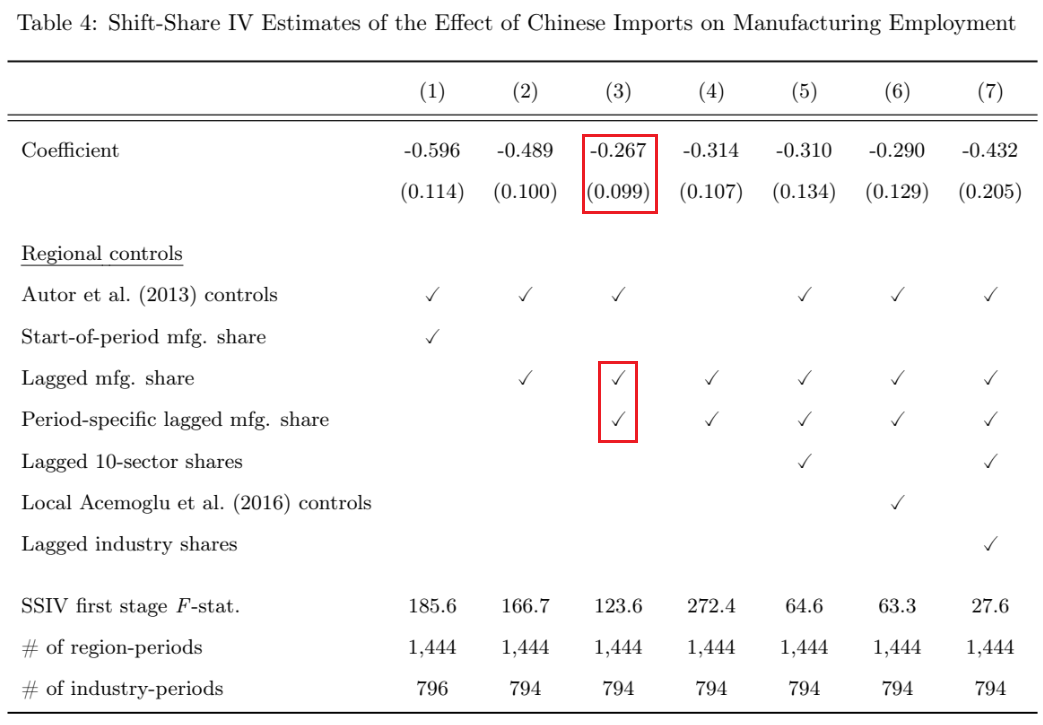 Table 4: Shift-Share IV Estimates of the Effect of Chinese Imports on Manufacturing Employment
(1) (2) (3) (4) (5) (6) (7)
Coefficient -0.596 -0.489 -0.267 -0.314 -0.310 -0.290 -0.432
(0.114) (0.100) (0.099) (0.107) (0.134) (0.129) (0.205)
Regional controls
Autor et al. (2013) controls ✓ ✓ ✓ ✓ ✓ ✓
Start-of-period mfg. share ✓
Lagged mfg. share ✓ ✓ ✓ ✓ ✓ ✓
Period-specific lagged mfg. share ✓ ✓ ✓ ✓ ✓
Lagged 10-sector shares ✓ ✓
Local Acemoglu et al. (2016) controls ✓
Lagged industry shares ✓
SSIV first stage F-stat. 185.6 166.7 123.6 272.4 64.6 63.3 27.6
# of region-periods 1,444 1,444 1,444 1,444 1,444 1,444 1,444
# of industry-periods 796 794 794 794 794 794 794